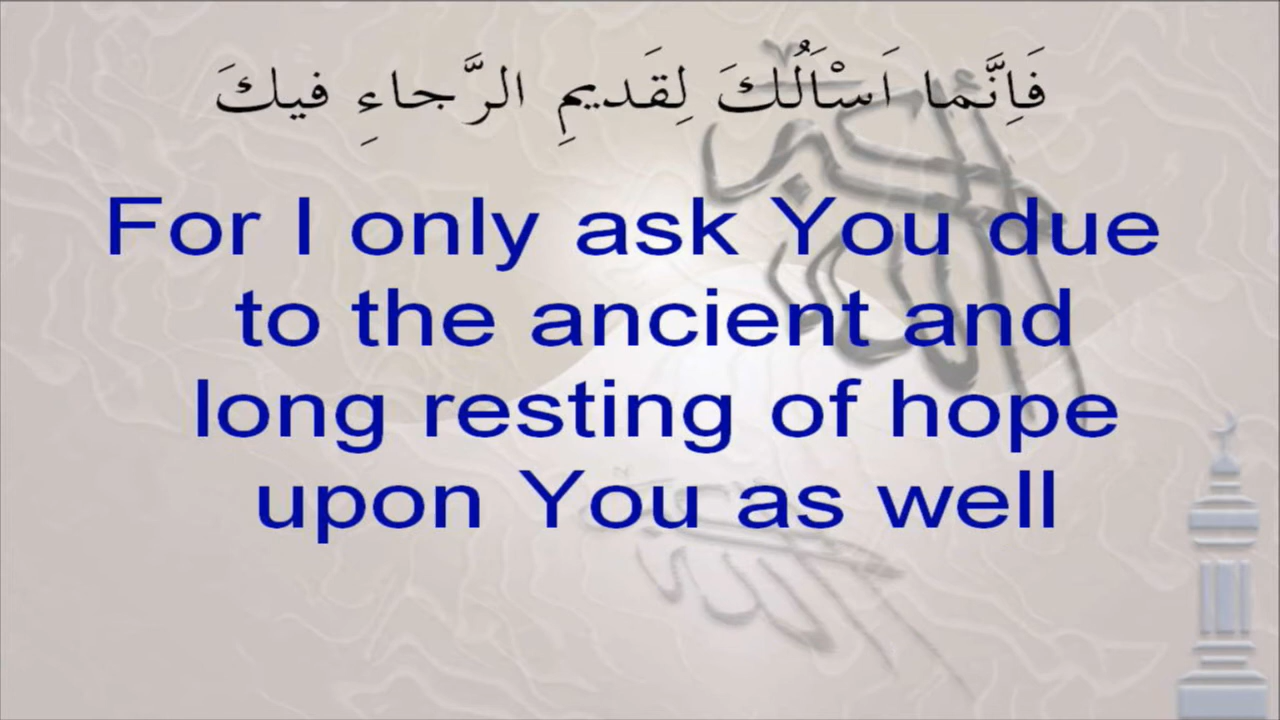 فَاِنَّما اَسْاَلُكَ لِقَديمِ الرَّجاءِ فيكَ
For I only ask You due
to the ancient and
long resting of hope
upon You as well